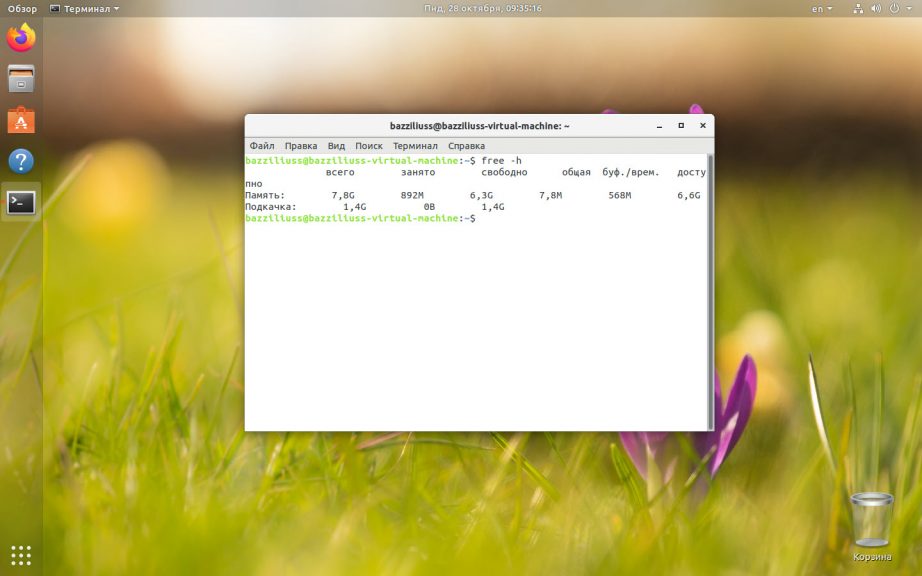 Обзор Терминал Пнд, 28 октября, 09:35:16 en
bazziliuss@bazziliuss-virtual-machine: ~
Файл Правка Вид Поиск Терминал Справка
bazziliuss@bazziliuss-virtual-machine:~$ free -h
всего занято свободно общая буф./врем. досту
пно
Память: 7,8G 892M 6,3G 7,8M 568M 6,6G
Подкачка: 1,4G 0B 1,4G
bazziliuss@bazziliuss-virtual-machine:~$
Корзина